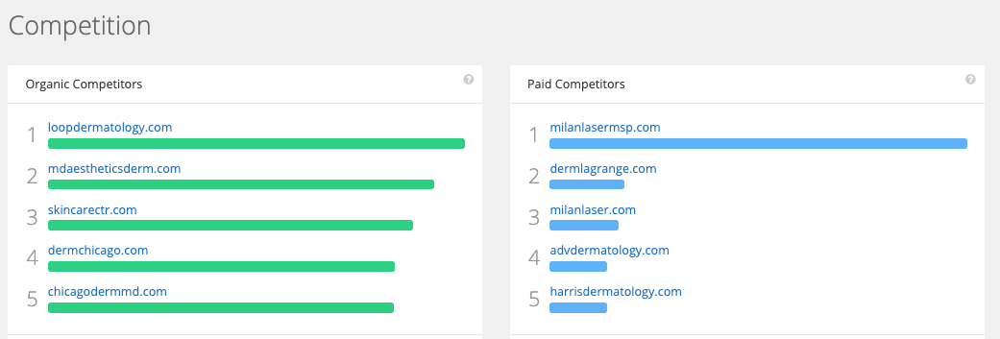 Competition
Organic Competitors
?
1
loopdermatology.com
2
mdaestheticsderm.com
3
skincarectr.com
4
dermchicago.com
5
chicagodermmd.com
Paid Competitors
?
1
milanlasermsp.com
2
dermlagrange.com
3
milanlaser.com
4
advdermatology.com
5
harrisdermatology.com